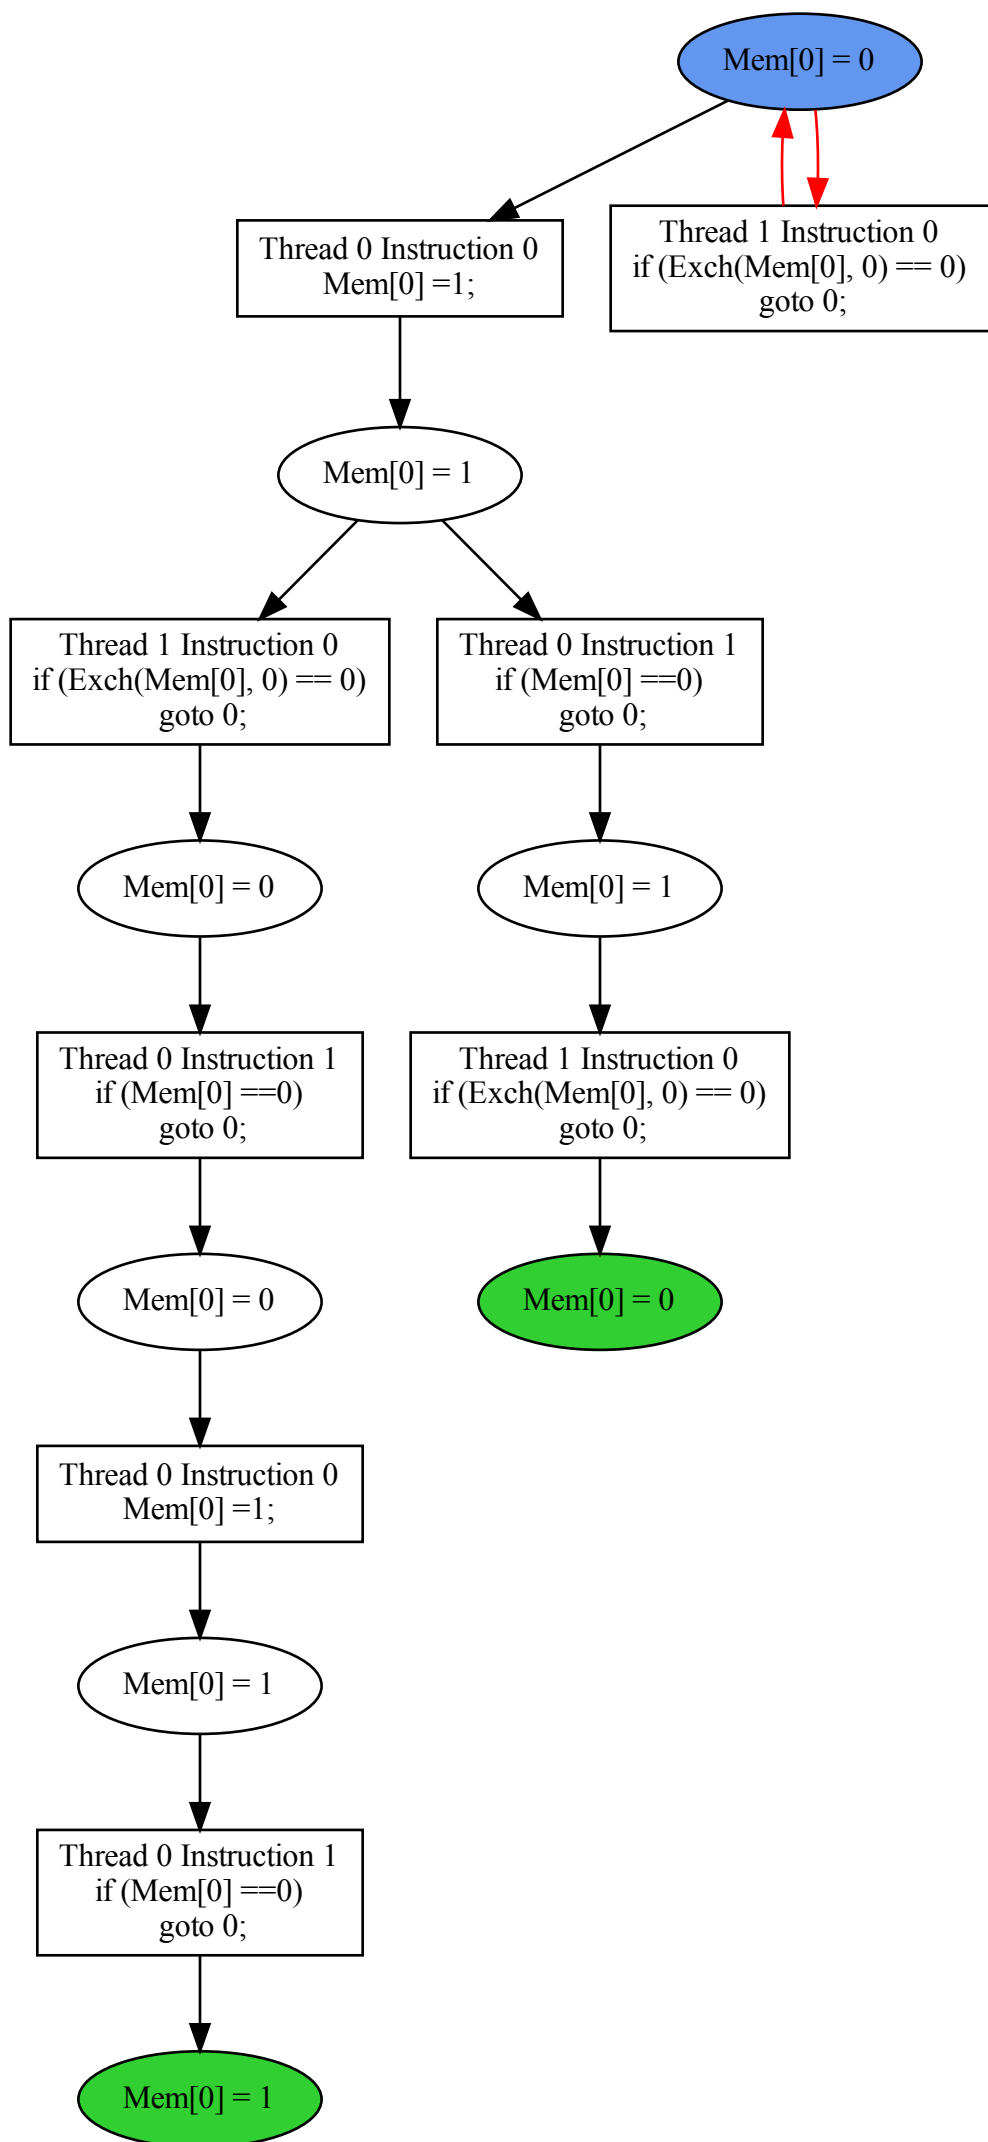 Mem[0] = 0
Thread 0 Instruction 0
Mem[0] =1;
Thread 1 Instruction 0
if (Exch(Mem[0], 0) == 0)
goto 0;
Mem[0] = 1
Thread 1 Instruction 0
if (Exch(Mem[0], 0) == 0)
goto 0;
Thread 0 Instruction 1
if (Mem[0] ==0)
goto 0;
Mem[0] = 0
Mem[0] = 1
Thread 0 Instruction 1
if (Mem[0] ==0)
goto 0;
Thread 1 Instruction 0
if (Exch(Mem[0], 0) == 0)
goto 0;
Mem[0] = 0
Mem[0] = 0
Thread 0 Instruction 0
Mem[0] =1;
Mem[0] = 1
Thread 0 Instruction 1
if (Mem[0] ==0)
goto 0;
Mem[0] = 1